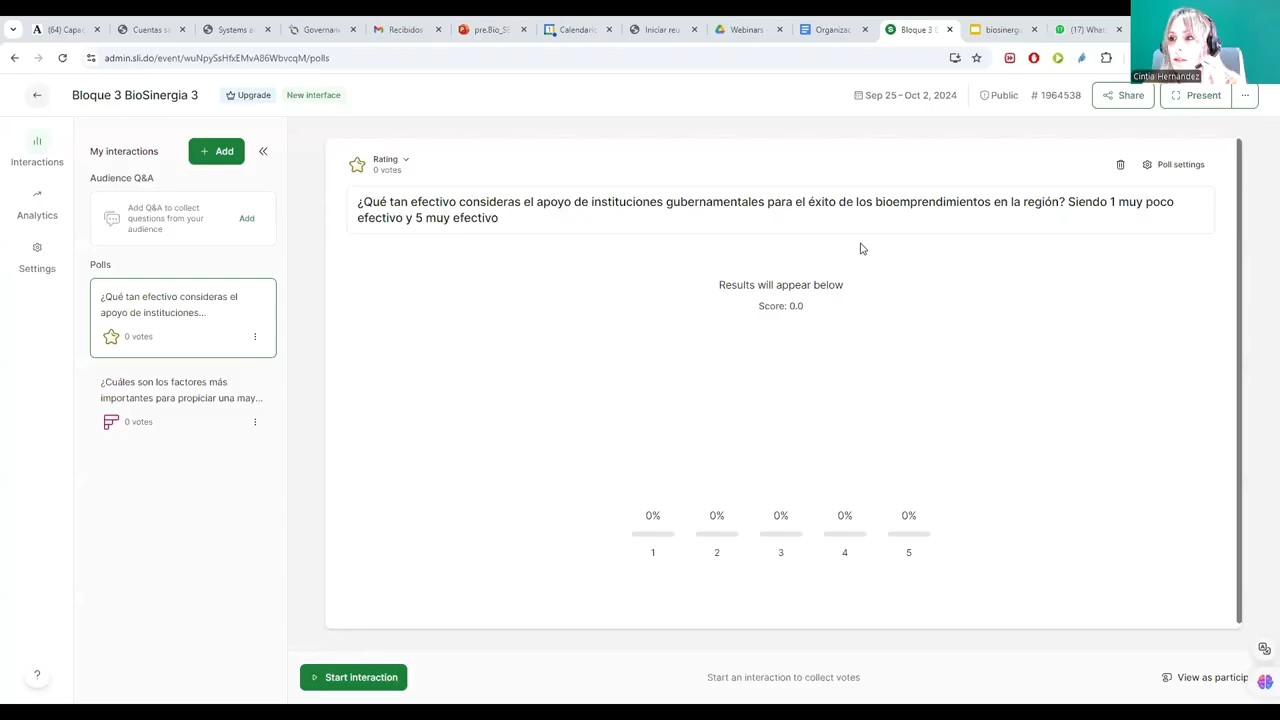 (64) Capac
Cuentas sa
Systems a
Governan
Recibidos
pre.Bio_SE
Calendario
Iniciar reu
Webinars
Organizac
Bloque 3 B
biosinergi
(17) What
admin.sli.do/event/wuNpySsHfxEMvA86WbvcqM/polls
Cintia Hernández
Bloque 3 BioSinergia 3
Upgrade
New interface
Sep 25 – Oct 2, 2024
Public
# 1964538
Share
Present
Interactions
Analytics
Settings
My interactions
+ Add
Audience Q&A
Add Q&A to collect
questions from your
audience
Add
Polls
¿Qué tan efectivo consideras el
apoyo de instituciones...
0 votes
¿Cuáles son los factores más
importantes para propiciar una may...
0 votes
Rating
0 votes
Poll settings
¿Qué tan efectivo consideras el apoyo de instituciones gubernamentales para el éxito de los bioemprendimientos en la región? Siendo 1 muy poco
efectivo y 5 muy efectivo
Results will appear below
Score: 0.0
0% 0% 0% 0% 0%
1 2 3 4 5
?
Start interaction
Start an interaction to collect votes
View as particip